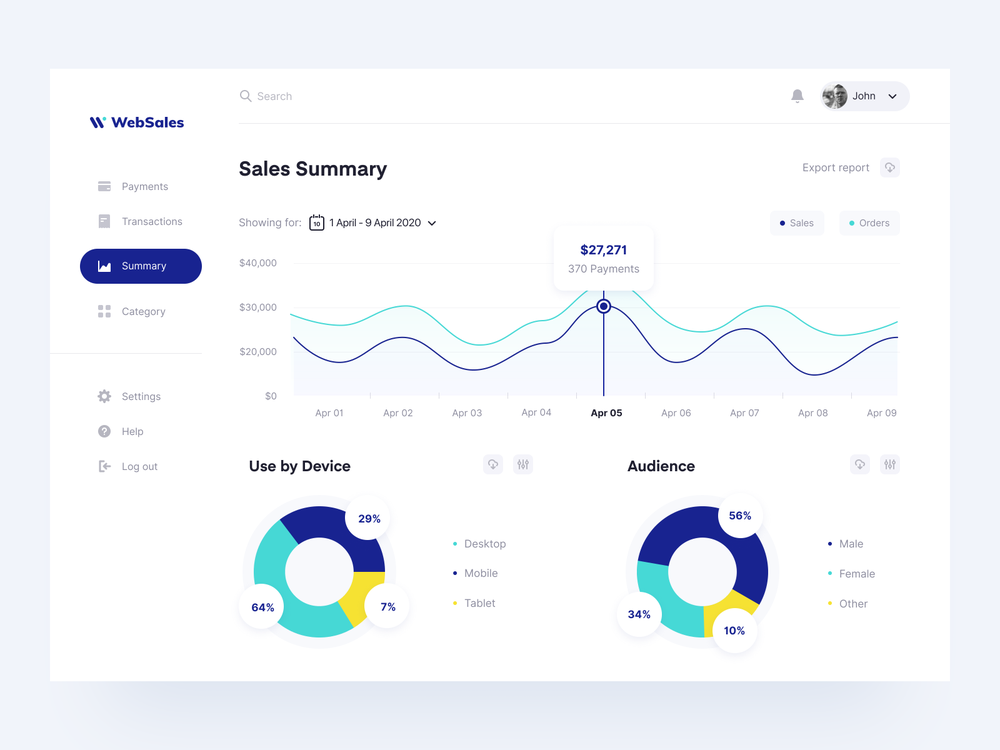 WebSales
Payments
Transactions
Summary
Category
Settings
Help
Log out
Search
John
Sales Summary
Export report
Showing for: 10 1 April - 9 April 2020
Sales
Orders
$27,271
370 Payments
$40,000
$30,000
$20,000
$0
Apr 01 Apr 02 Apr 03 Apr 04 Apr 05 Apr 06 Apr 07 Apr 08 Apr 09
Use by Device
29%
64%
7%
Desktop
Mobile
Tablet
Audience
56%
34%
10%
Male
Female
Other